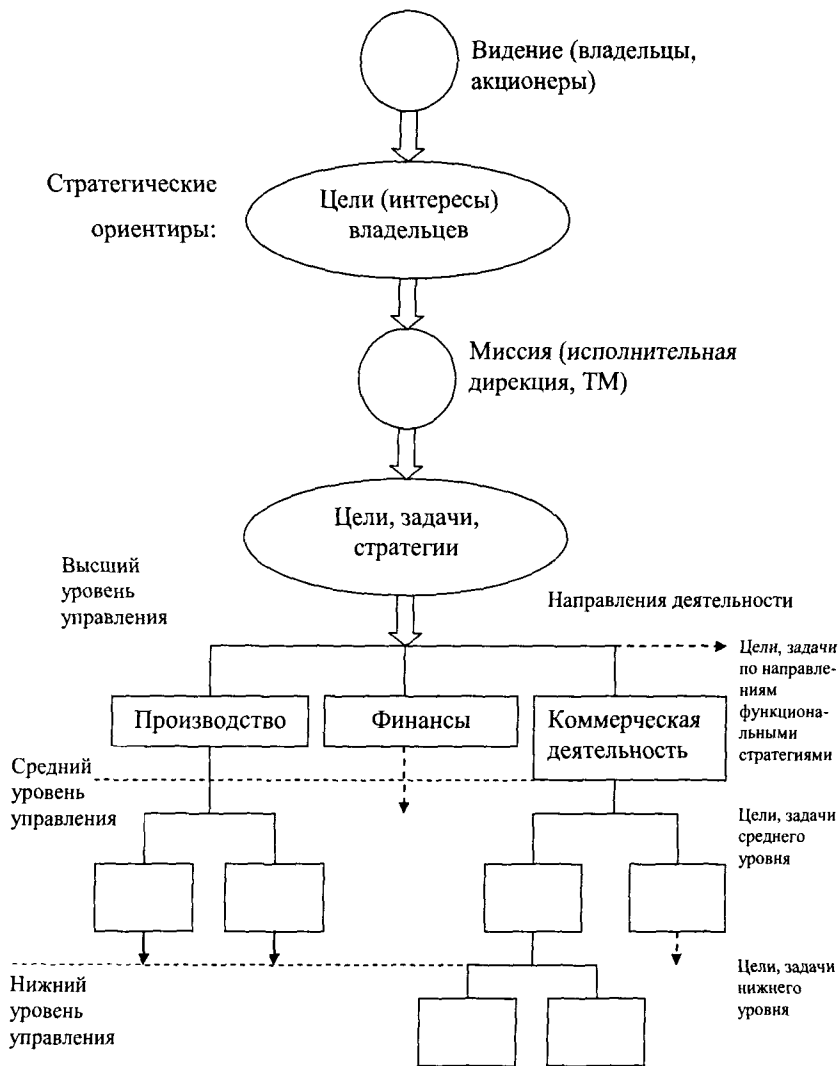 Видение (владельцы,
акционеры)
Стратегические
ориентиры:
Цели (интересы)
владельцев
Миссия (исполнительная
дирекция, ТМ)
Цели, задачи,
стратегии
Высший
уровень
управления
Направления деятельности
Цели, задачи
по направле-
ниям
функциона-
льными
стратегиями
Производство
Финансы
Коммерческая
деятельность
Средний
уровень
управления
Цели, задачи
среднего
уровня
Нижний
уровень
управления
Цели, задачи
нижнего
уровня